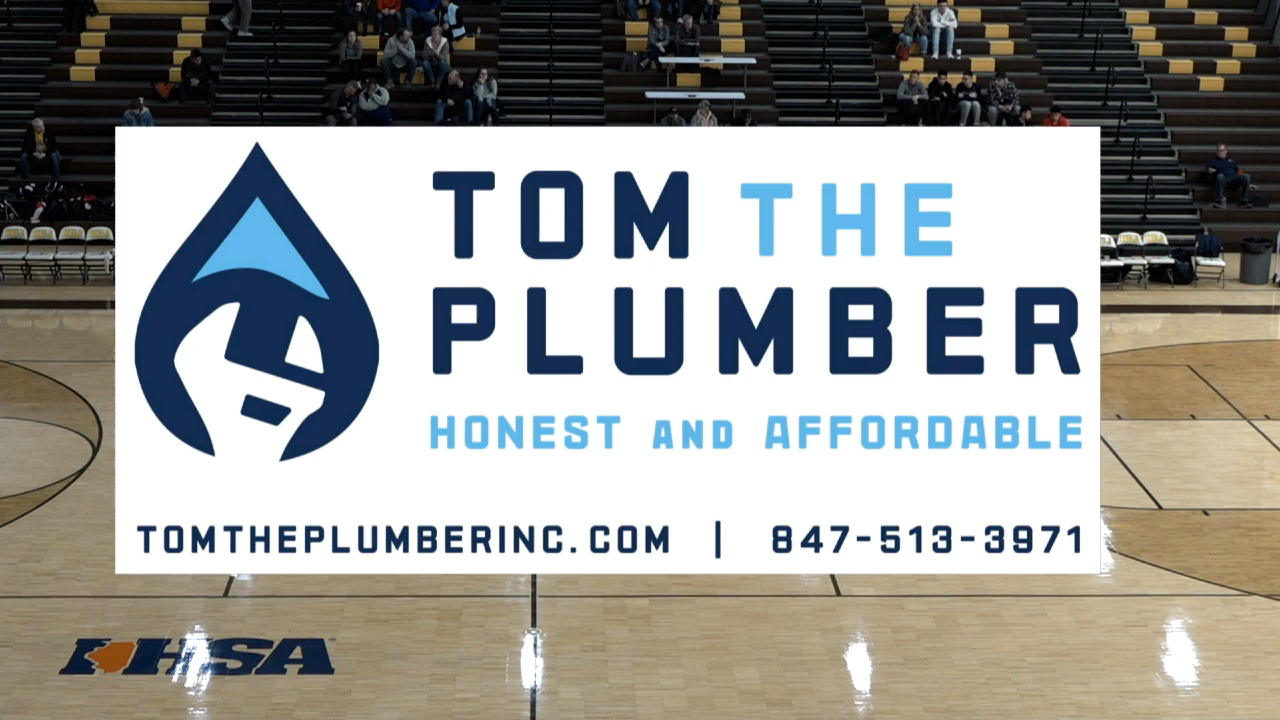 TOM THE
PLUMBER
HONEST AND AFFORDABLE
TOMTHEPLUMBERINC.COM | 847-513-3971
IHSA